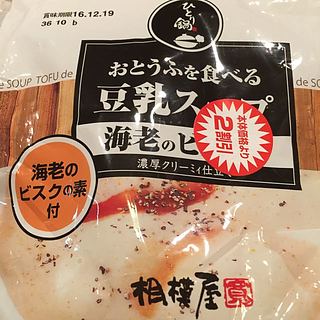 賞味期限16.12.19
36 10 b
ひとり鍋
e SOUP TOFU de
おとうふを食べる
豆乳ス プ
海老のビ
濃厚クリーミィ仕立
本体価格より
2割引
海老の
ビスクの素
付
相模屋